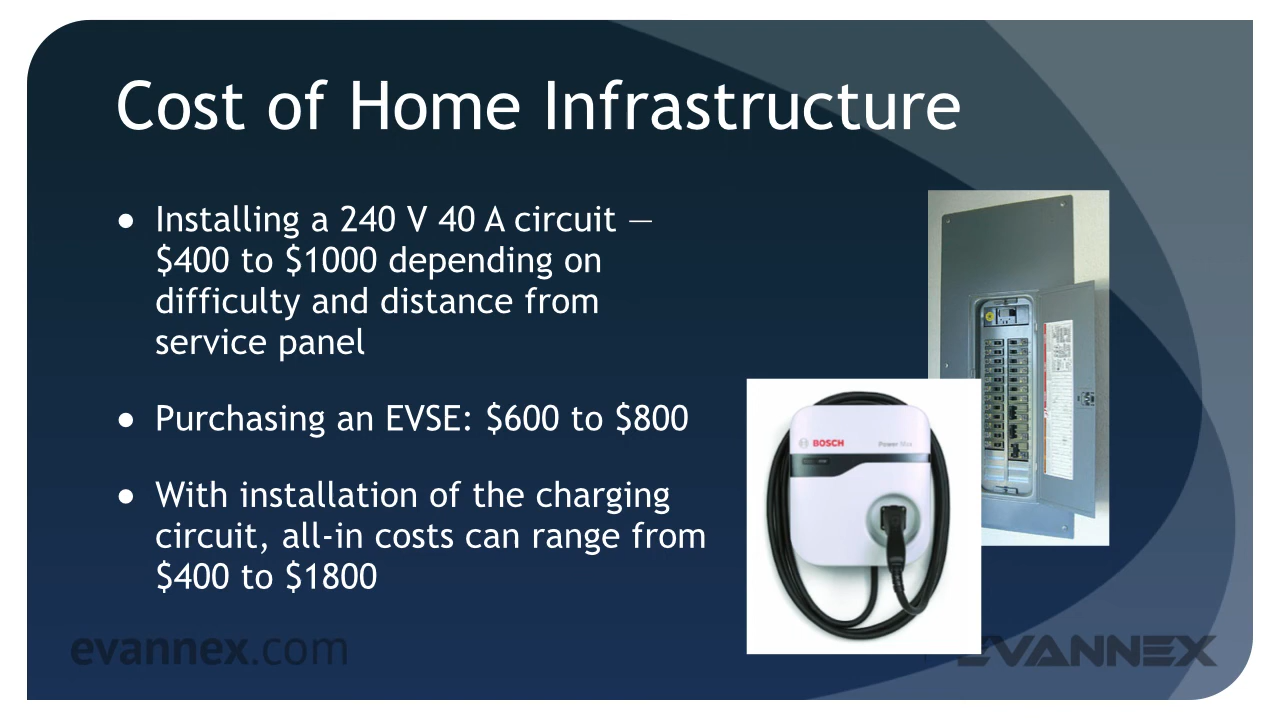 Cost of Home Infrastructure
● Installing a 240 V 40 A circuit —
$400 to $1000 depending on
difficulty and distance from
service panel
● Purchasing an EVSE: $600 to $800
● With installation of the charging
circuit, all-in costs can range from
$400 to $1800
BOSCH Power Max
evannex.com
EVANNEX